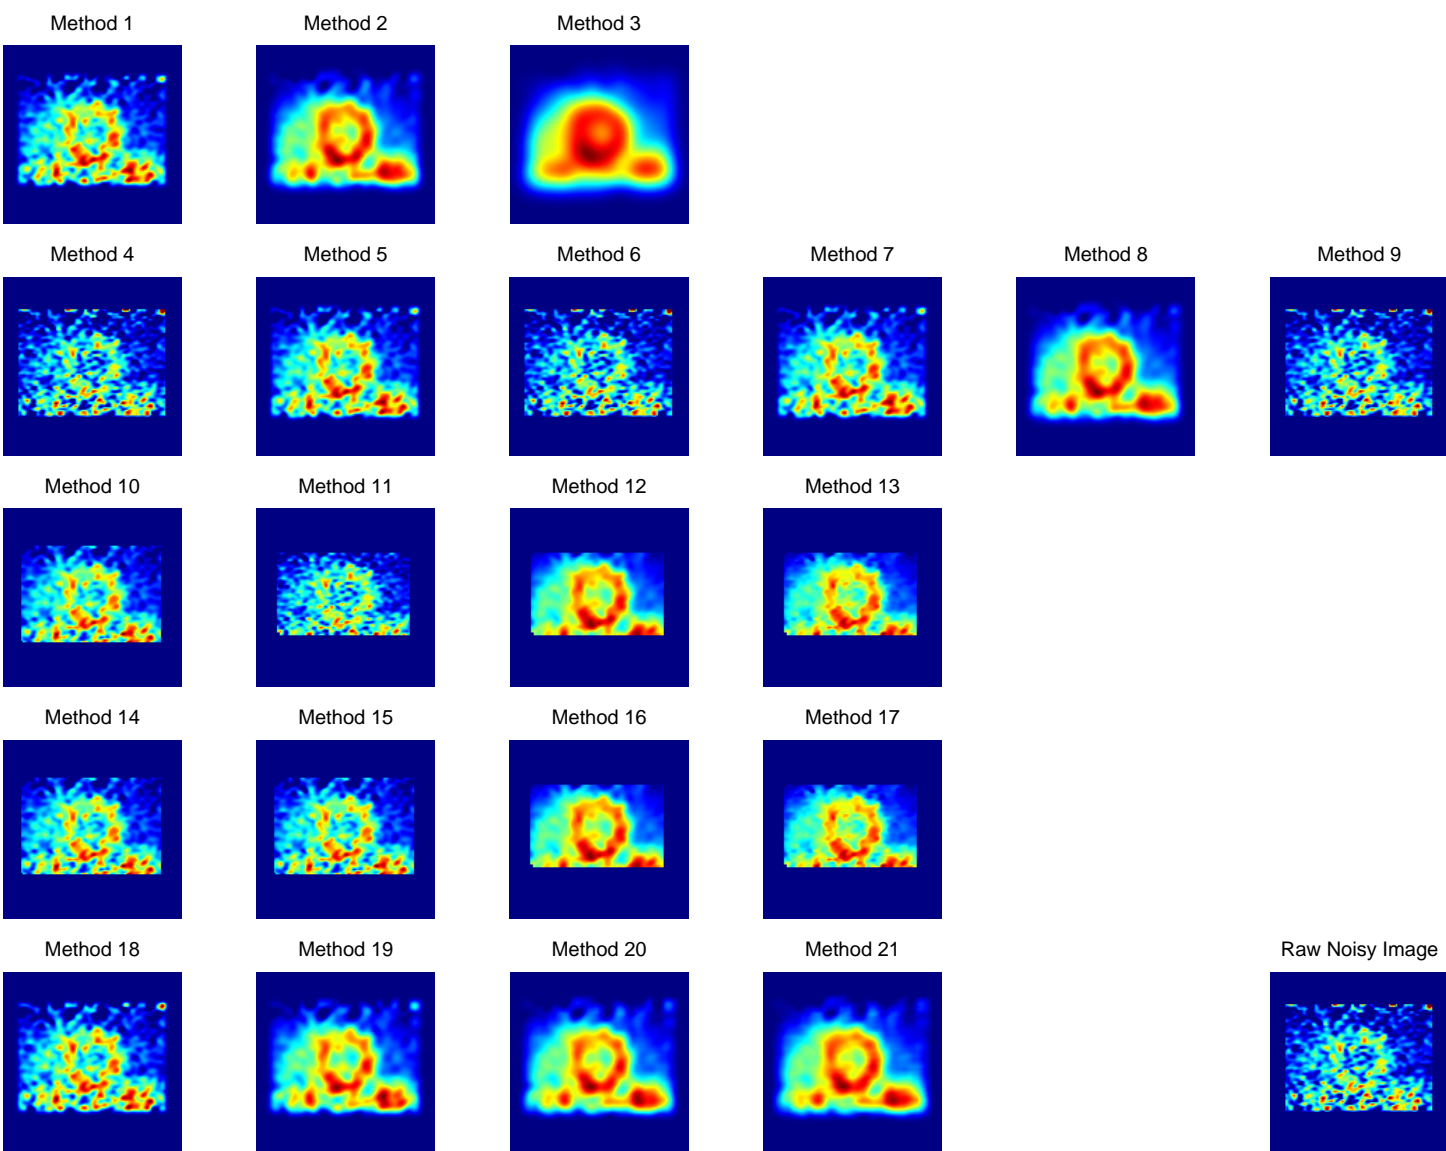 Method 1
Method 2
Method 3
Method 4
Method 5
Method 6
Method 7
Method 8
Method 9
Method 10
Method 11
Method 12
Method 13
Method 14
Method 15
Method 16
Method 17
Method 18
Method 19
Method 20
Method 21
Raw Noisy Image